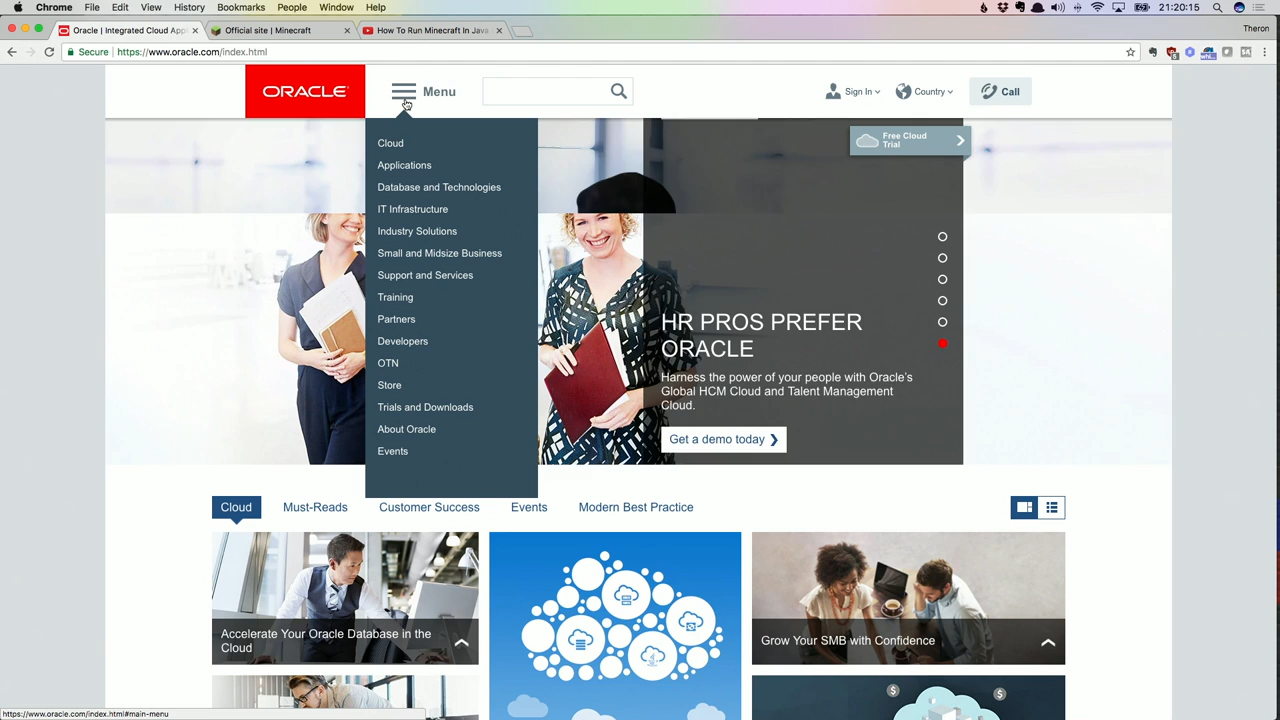 Chrome File Edit View History Bookmarks People Window Help
21:20:15
Oracle | Integrated Cloud Appl
Official site | Minecraft
How To Run Minecraft In Java
Theron
Secure https://www.oracle.com/index.html
ORACLE
Menu
Sign In
Country
Call
Free Cloud
Trial
Cloud
Applications
Database and Technologies
IT Infrastructure
Industry Solutions
Small and Midsize Business
Support and Services
Training
Partners
Developers
OTN
Store
Trials and Downloads
About Oracle
Events
HR PROS PREFER
ORACLE
Harness the power of your people with Oracle's
Global HCM Cloud and Talent Management
Cloud.
Get a demo today
Cloud
Must-Reads
Customer Success
Events
Modern Best Practice
Accelerate Your Oracle Database in the
Cloud
Grow Your SMB with Confidence
https://www.oracle.com/index.html#main-menu